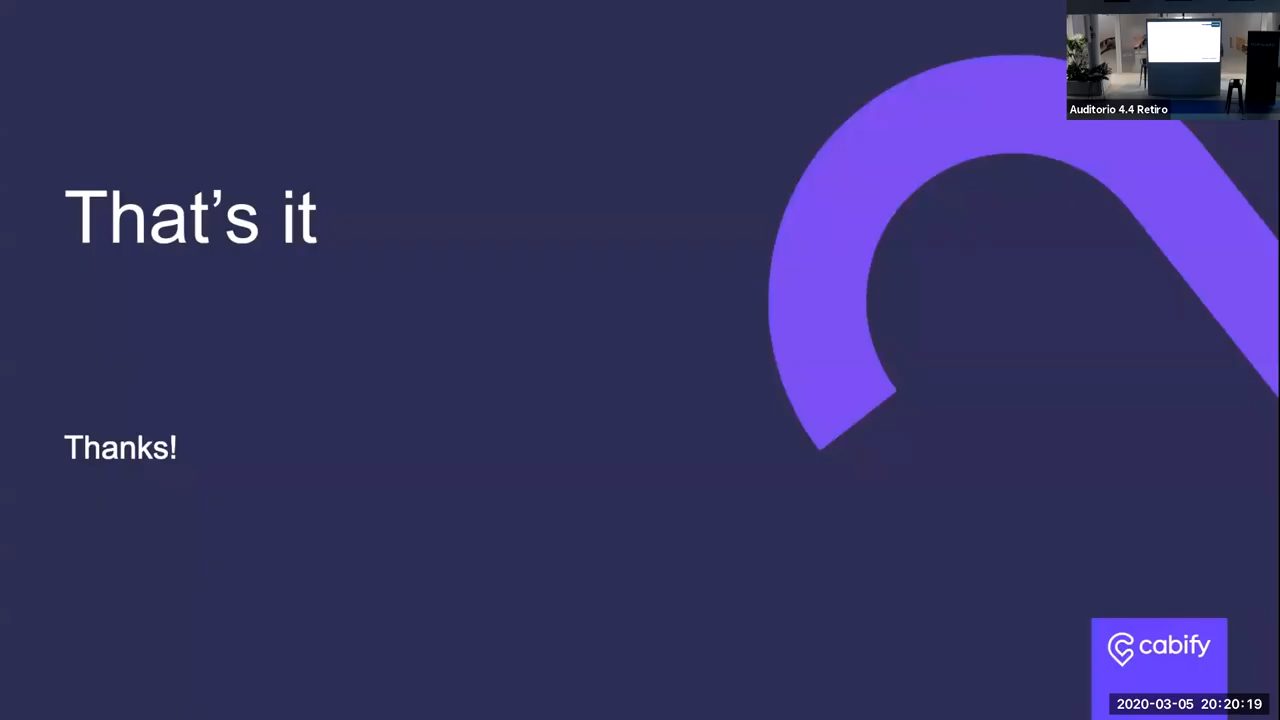 Auditorio 4.4 Retiro
That’s it
Thanks!
cabify
2020-03-05 20:20:19